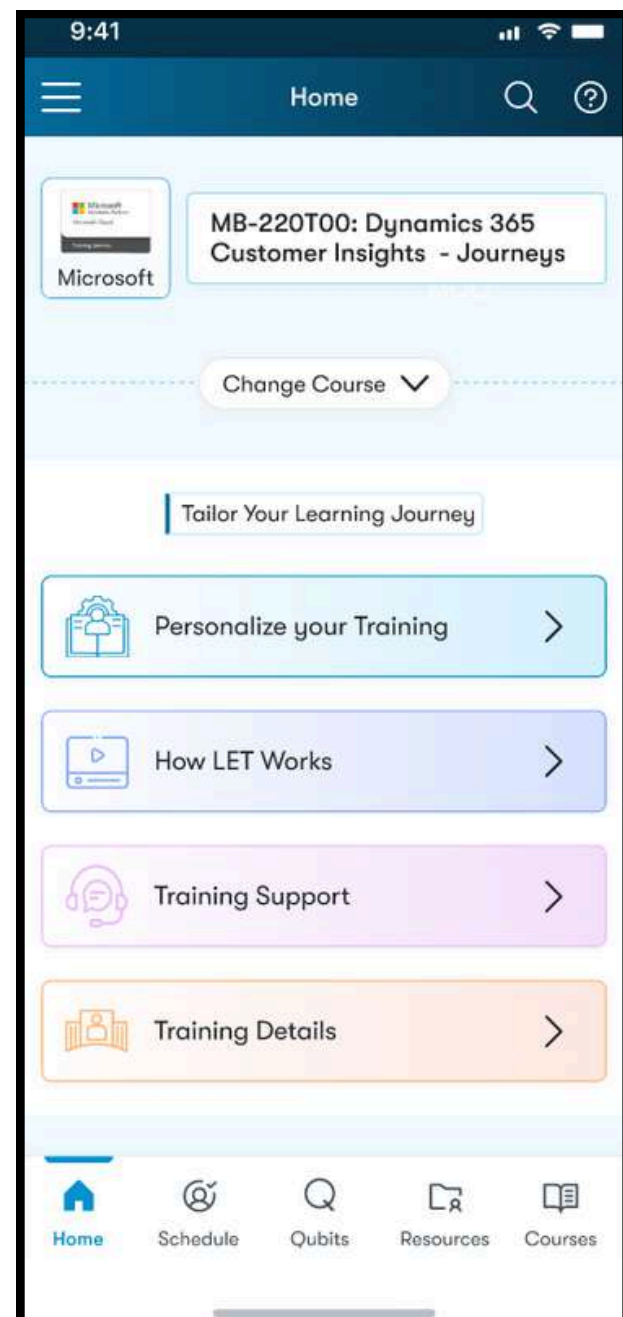 9:41
Home
Microsoft
Microsoft
MB-220T00: Dynamics 365
Customer Insights - Journeys
Change Course
Tailor Your Learning Journey
Personalize your Training
How LET Works
Training Support
Training Details
Home
Schedule
Qubits
Resources
Courses